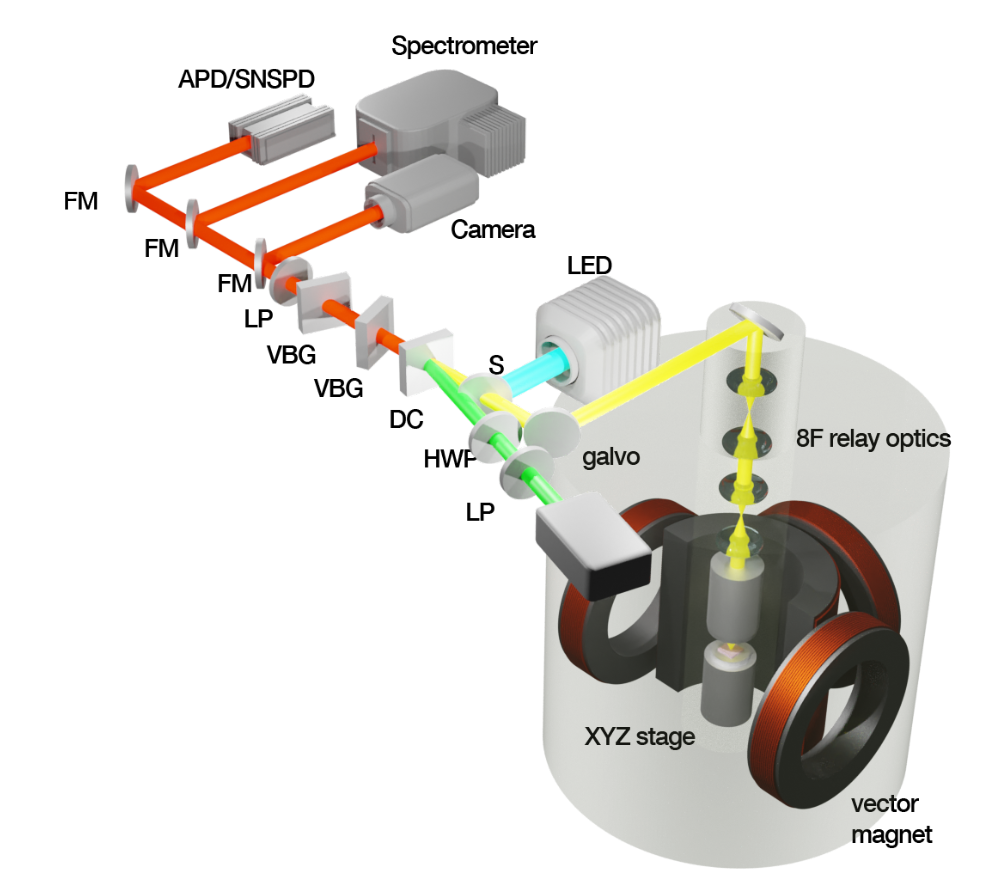 Spectrometer
APD/SNSPD
FM
Camera
FM
LED
FM
LP
VBG
S
VBG
DC
8F relay optics
HWP
galvo
LP
XYZ stage
vector
magnet